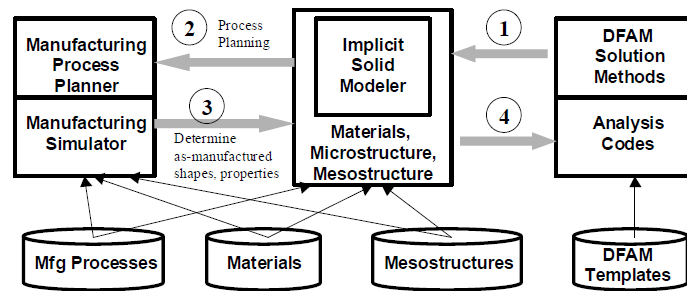 Manufacturing
Process
Planner
Manufacturing
Simulator
2
Process
Planning
3
Determine
as-manufactured
shapes, properties
Implicit
Solid
Modeler
Materials,
Microstructure,
Mesostructure
1
4
DFAM
Solution
Methods
Analysis
Codes
Mfg Processes
Materials
Mesostructures
DFAM
Templates